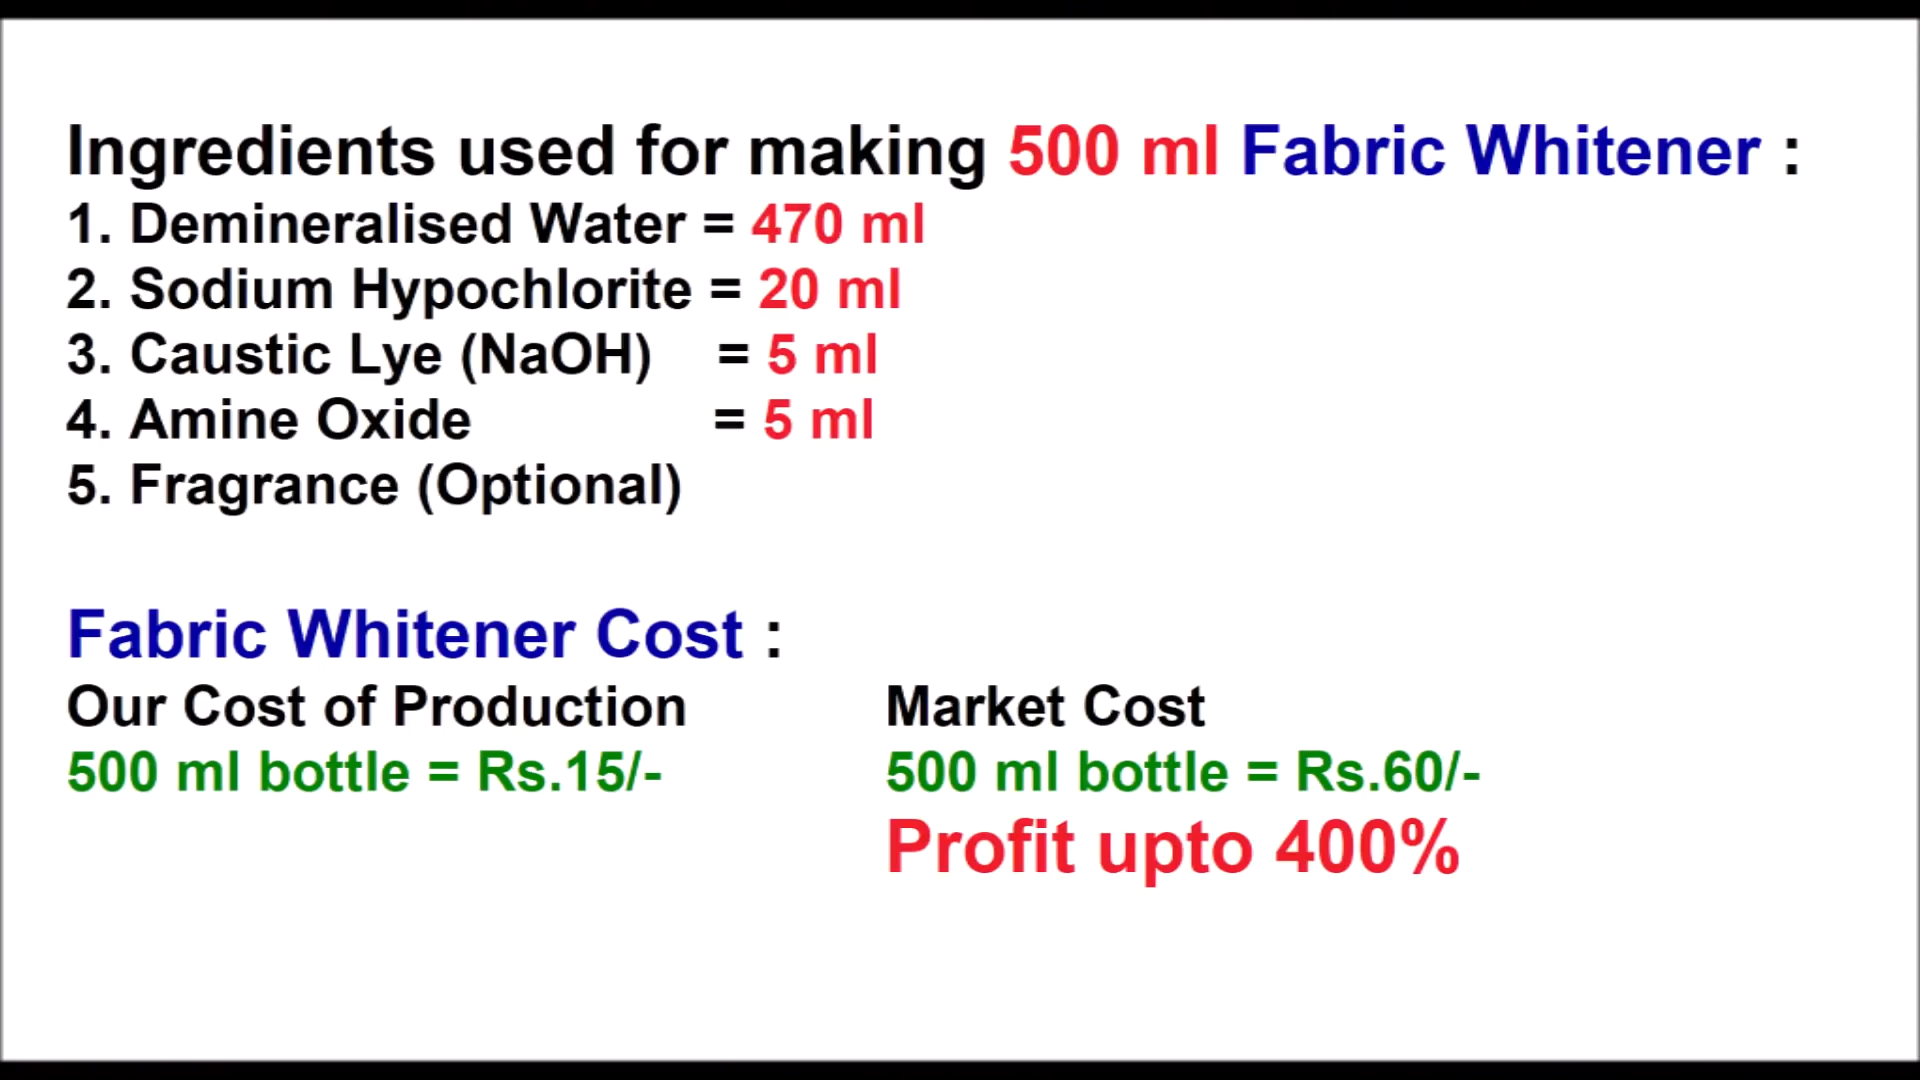 Ingredients used for making 500 ml Fabric Whitener :
1. Demineralised Water = 470 ml
2. Sodium Hypochlorite = 20 ml
3. Caustic Lye (NaOH) = 5 ml
4. Amine Oxide = 5 ml
5. Fragrance (Optional)
Fabric Whitener Cost :
Our Cost of Production
500 ml bottle = Rs.15/-
Market Cost
500 ml bottle = Rs.60/-
Profit upto 400%